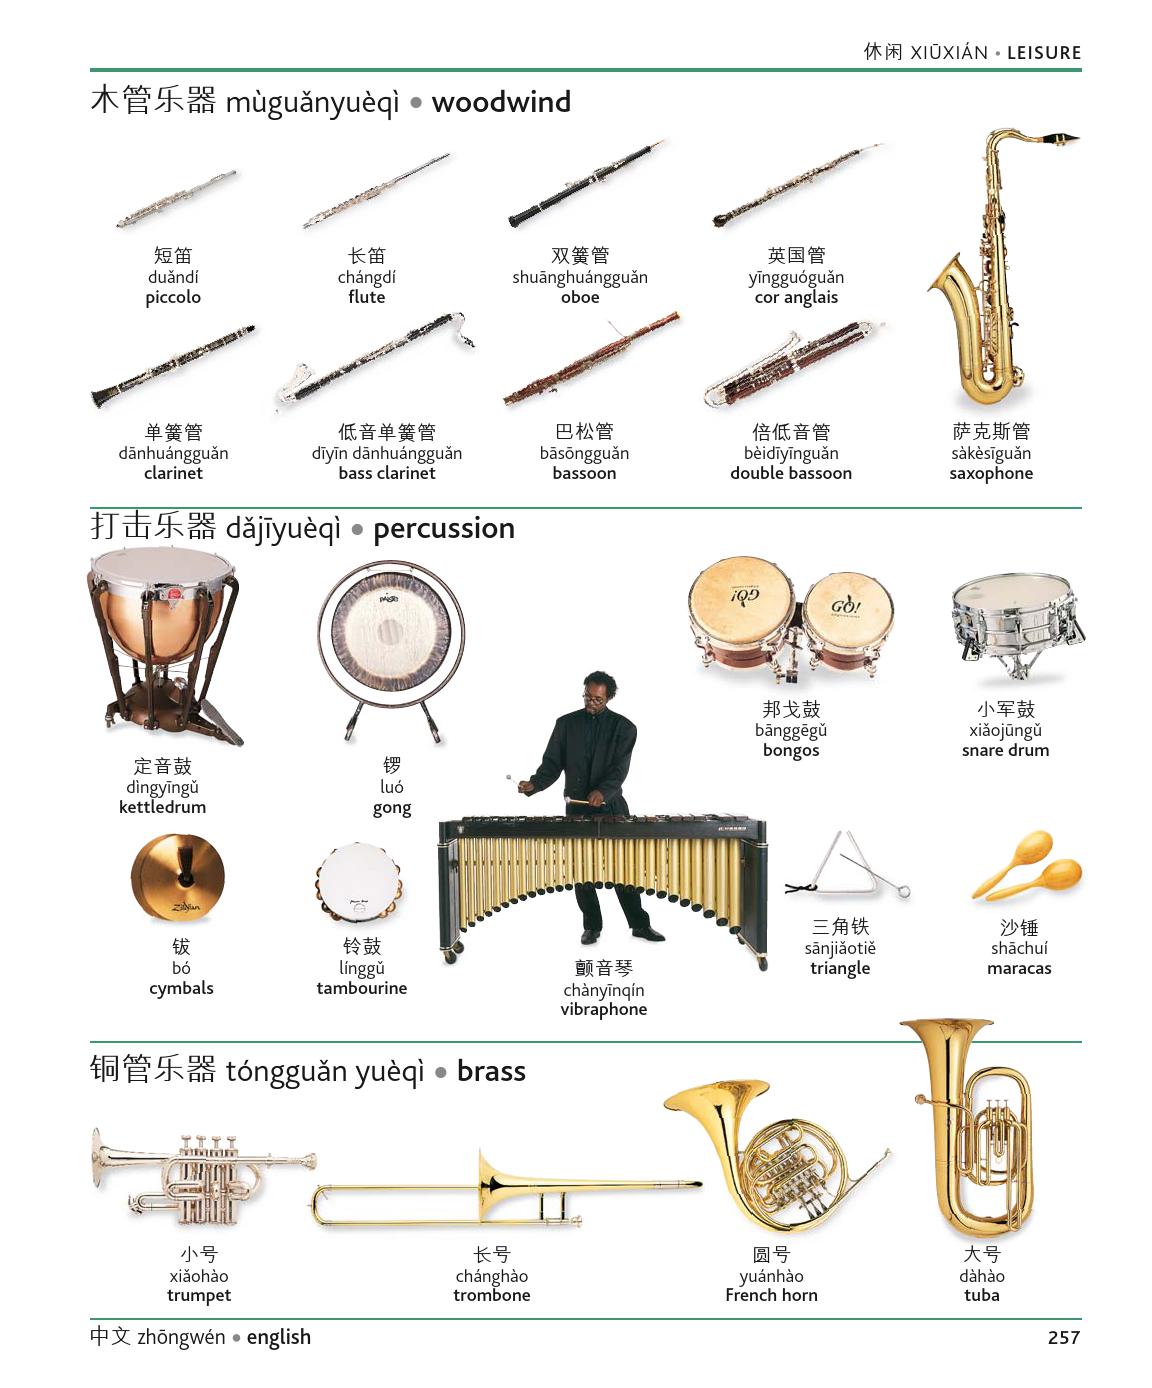 休闲 XIŪXIÁN • LEISURE
木管乐器 mùguǎnyuèqì • woodwind
短笛
duǎndí
piccolo
长笛
chángdí
flute
双簧管
shuānghuángguǎn
oboe
英国管
yīngguóguǎn
cor anglais
单簧管
dānhuángguǎn
clarinet
低音单簧管
dīyīn dānhuángguǎn
bass clarinet
巴松管
bāsōngguǎn
bassoon
倍低音管
bèidīyīnguǎn
double bassoon
萨克斯管
sàkèsīguǎn
saxophone
打击乐器 dǎjīyuèqì • percussion
PAiSTe
GO!
GO!
定音鼓
dìngyīngǔ
kettledrum
锣
luó
gong
邦戈鼓
bānggēgǔ
bongos
小军鼓
xiǎojūngǔ
snare drum
Zildjian
钹
bó
cymbals
铃鼓
línggǔ
tambourine
颤音琴
chànyīnqín
vibraphone
三角铁
sānjiǎotiě
triangle
沙锤
shāchuí
maracas
铜管乐器 tóngguǎn yuèqì • brass
小号
xiǎohào
trumpet
长号
chánghào
trombone
圆号
yuánhào
French horn
大号
dàhào
tuba
中文 zhōngwén • english
257